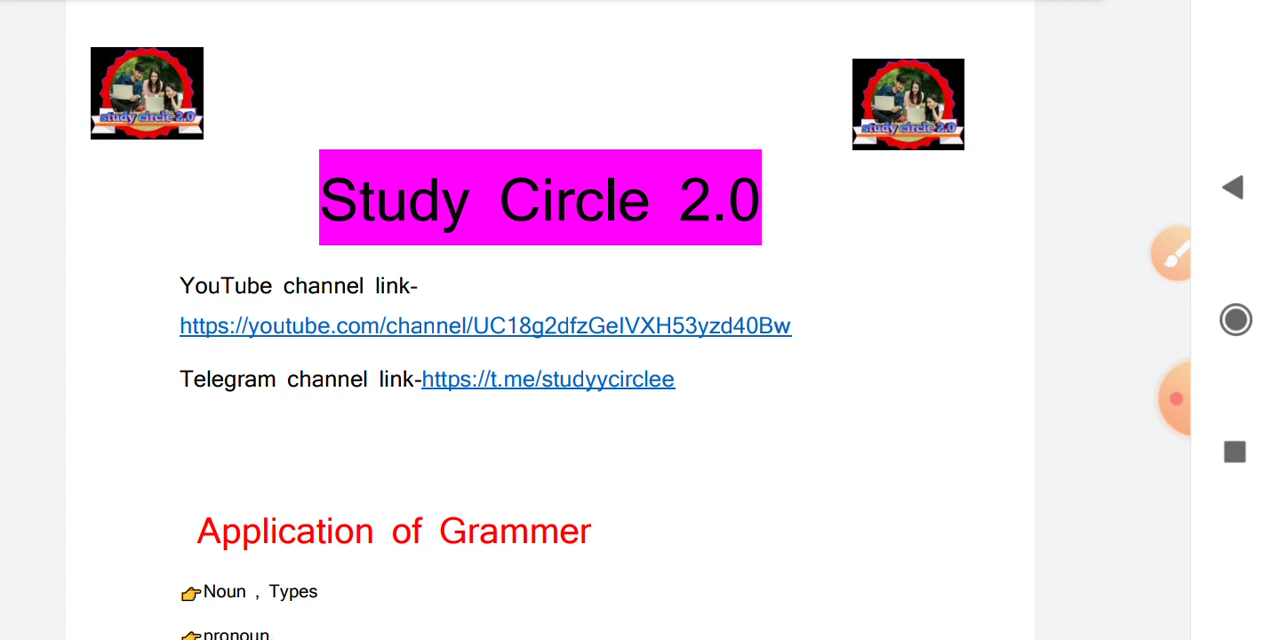 study circle 2.0
study circle 2.0
Study Circle 2.0
YouTube channel link-
https://youtube.com/channel/UC18g2dfzGeIVXH53yzd40Bw
Telegram channel link-https://t.me/studyycirclee
Application of Grammer
👉Noun , Types
👉pronoun,